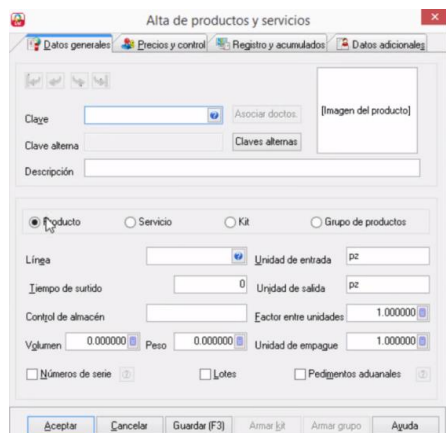 Alta de productos y servicios
Datos generales Precios y control Registro y acumulados Datos adicionales
Clave Asociar doctos. [Imagen del producto]
Clave alterna Claves alternas
Descripción
Producto Servicio Kit Grupo de productos
Línea Unidad de entrada pz
Tiempo de surtido 0 Unidad de salida pz
Control de almacén Factor entre unidades 1.000000
Volumen 0.000000 Peso 0.000000 Unidad de empaque 1.000000
Números de serie Lotes Pedimentos aduanales
Aceptar Cancelar Guardar (F3) Armar kit Armar grupo Ayuda